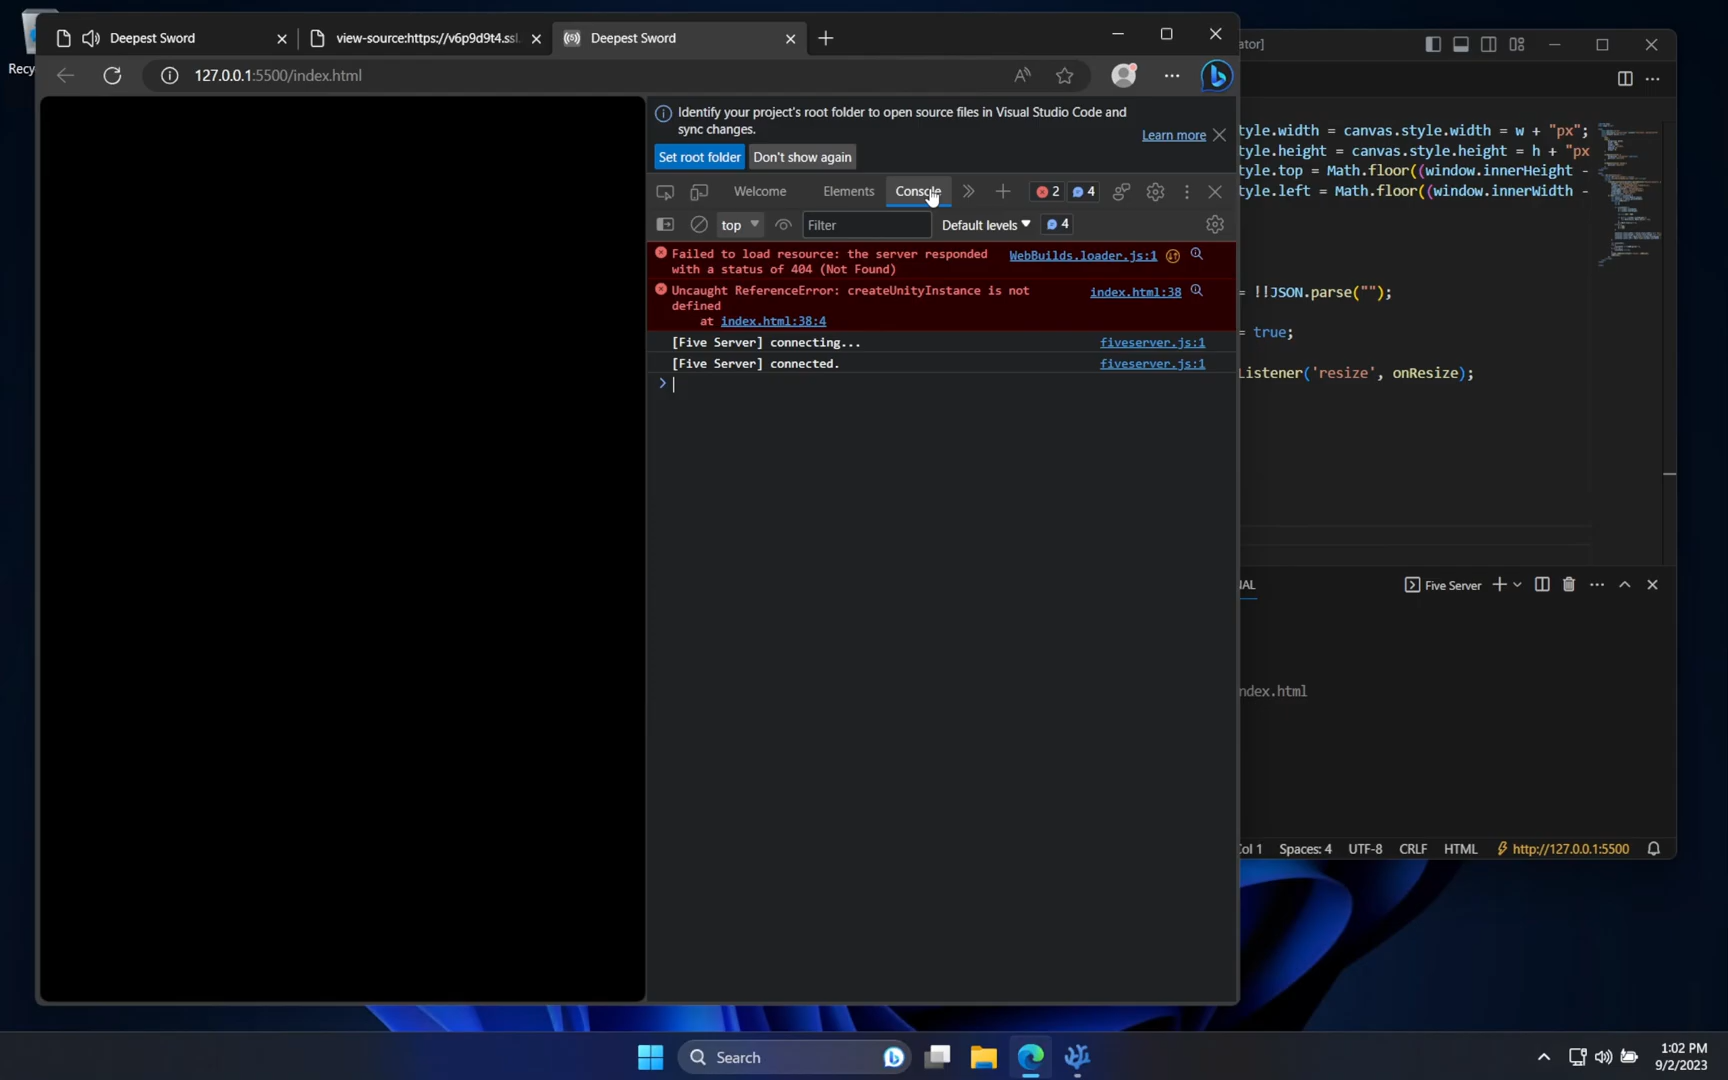 Recy
Deepest Sword
view-source:https://v6p9d9t4.ssl.
Deepest Sword
127.0.0.1:5500/index.html
Identify your project's root folder to open source files in Visual Studio Code and
sync changes.
Learn more
Set root folder
Don't show again
Welcome
Elements
Console
2
4
top
Filter
Default levels
4
Failed to load resource: the server responded
with a status of 404 (Not Found)
WebBuilds.loader.js:1
Uncaught ReferenceError: createUnityInstance is not
defined
index.html:38
at index.html:38:4
[Five Server] connecting...
fiveserver.js:1
[Five Server] connected.
fiveserver.js:1
>
ator]
tyle.width = canvas.style.width = w + "px";
tyle.height = canvas.style.height = h + "px
tyle.top = Math.floor((window.innerHeight -
tyle.left = Math.floor((window.innerWidth -
= !!JSON.parse("");
= true;
Listener('resize', onResize);
NAL
Five Server
ndex.html
Col 1
Spaces: 4
UTF-8
CRLF
HTML
http://127.0.0.1:5500
Search
1:02 PM
9/2/2023